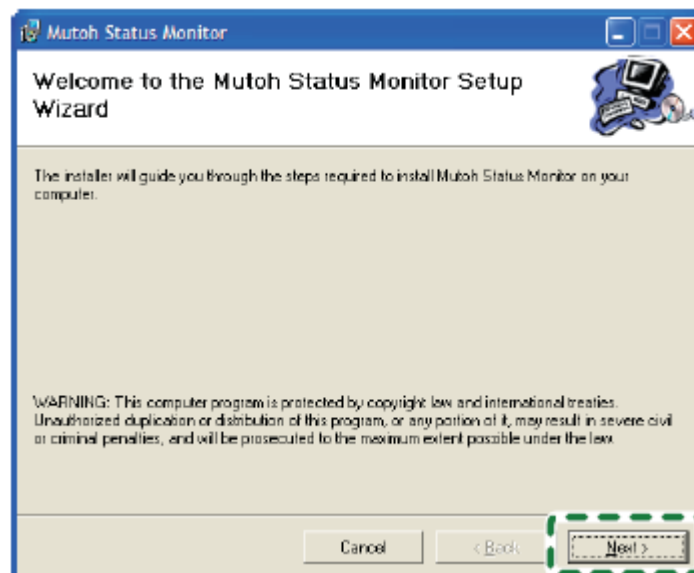 Mutoh Status Monitor
Welcome to the Mutoh Status Monitor Setup
Wizard
The installer will guide you through the steps required to install Mutoh Status Monitor on your
computer.
WARNING: This computer program is protected by copyright law and international treaties.
Unauthorized duplication or distribution of this program, or any portion of it, may result in severe civil
or criminal penalties, and will be prosecuted to the maximum extent possible under the law.
Cancel < Back Next >